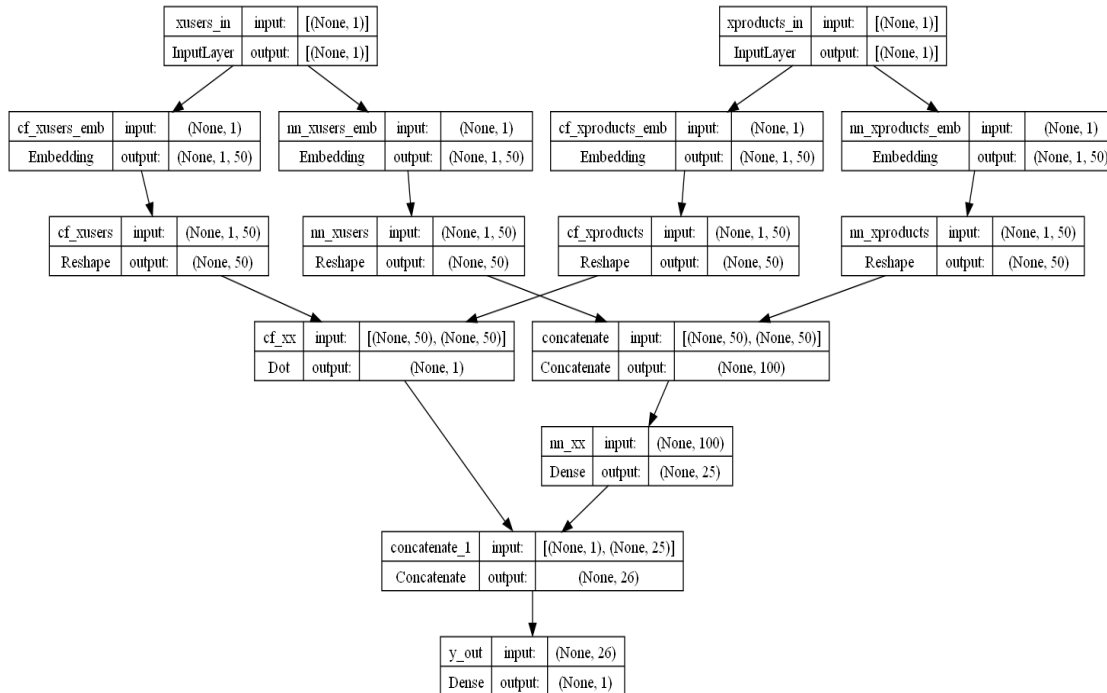 xusers_in input: [(None, 1)]
InputLayer output: [(None, 1)]
xproducts_in input: [(None, 1)]
InputLayer output: [(None, 1)]
cf_xusers_emb input: (None, 1)
Embedding output: (None, 1, 50)
nn_xusers_emb input: (None, 1)
Embedding output: (None, 1, 50)
cf_xproducts_emb input: (None, 1)
Embedding output: (None, 1, 50)
nn_xproducts_emb input: (None, 1)
Embedding output: (None, 1, 50)
cf_xusers input: (None, 1, 50)
Reshape output: (None, 50)
nn_xusers input: (None, 1, 50)
Reshape output: (None, 50)
cf_xproducts input: (None, 1, 50)
Reshape output: (None, 50)
nn_xproducts input: (None, 1, 50)
Reshape output: (None, 50)
cf_xx input: [(None, 50), (None, 50)]
Dot output: (None, 1)
concatenate input: [(None, 50), (None, 50)]
Concatenate output: (None, 100)
nn_xx input: (None, 100)
Dense output: (None, 25)
concatenate_1 input: [(None, 1), (None, 25)]
Concatenate output: (None, 26)
y_out input: (None, 26)
Dense output: (None, 1)